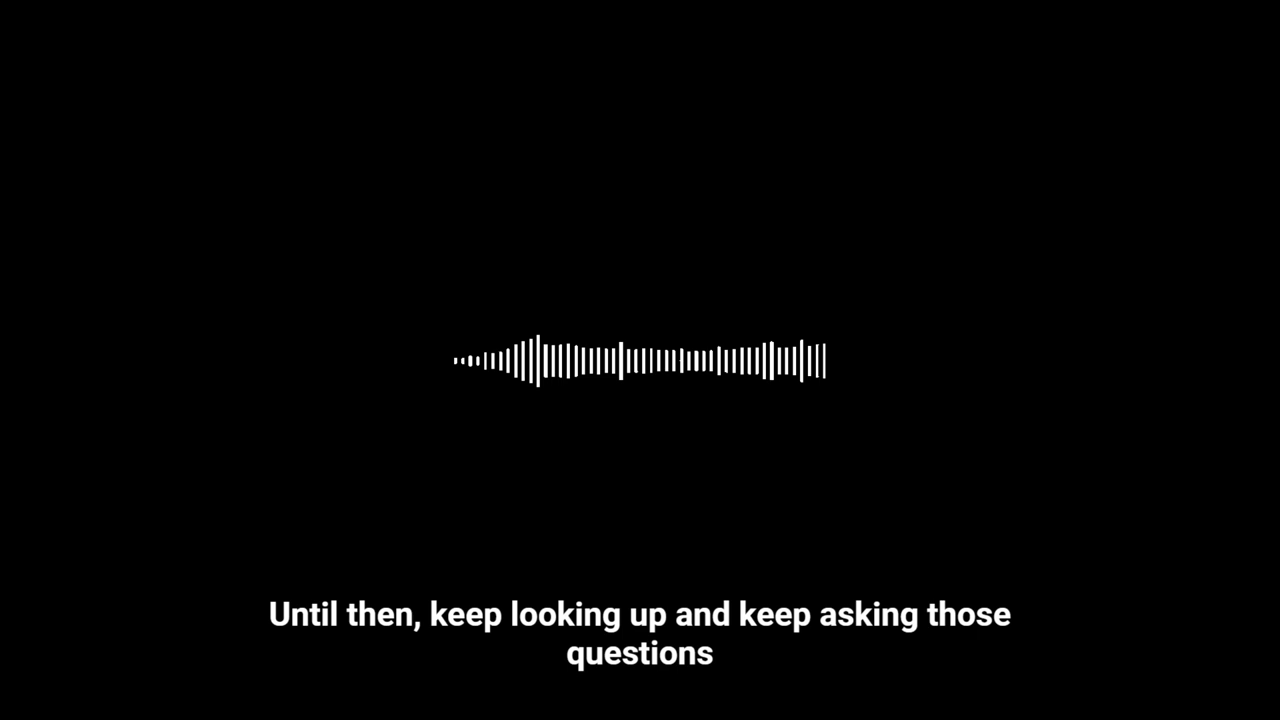 Until then, keep looking up and keep asking those
questions